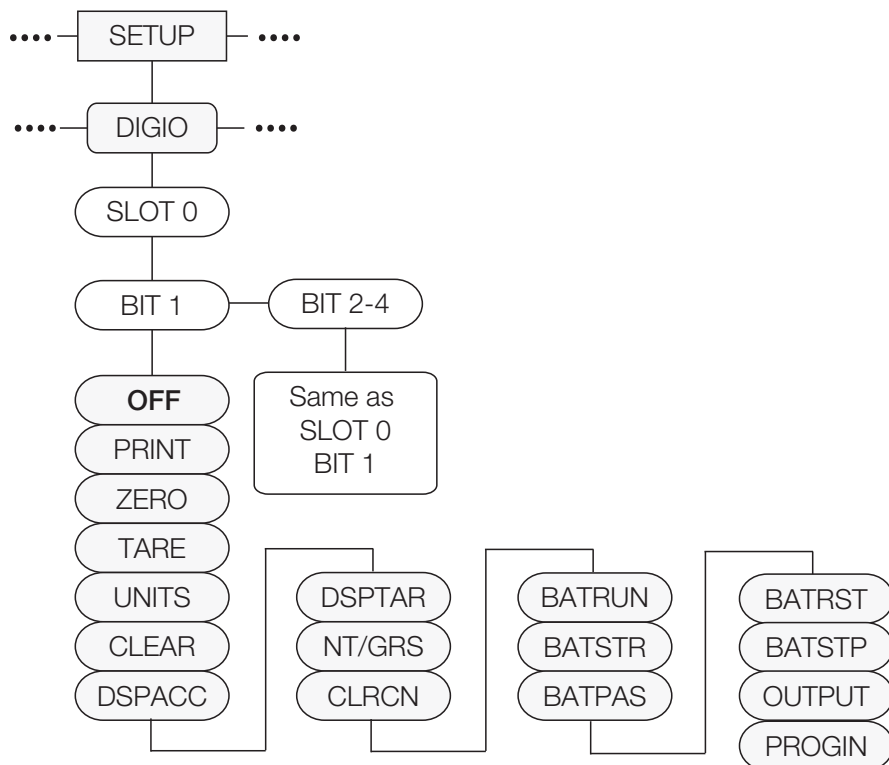 SETUP
DIGIO
SLOT 0
BIT 1
BIT 2-4
OFF
PRINT
ZERO
TARE
UNITS
CLEAR
DSPACC
Same as
SLOT 0
BIT 1
DSPTAR
NT/GRS
CLRCN
BATRUN
BATSTR
BATPAS
BATRST
BATSTP
OUTPUT
PROGIN